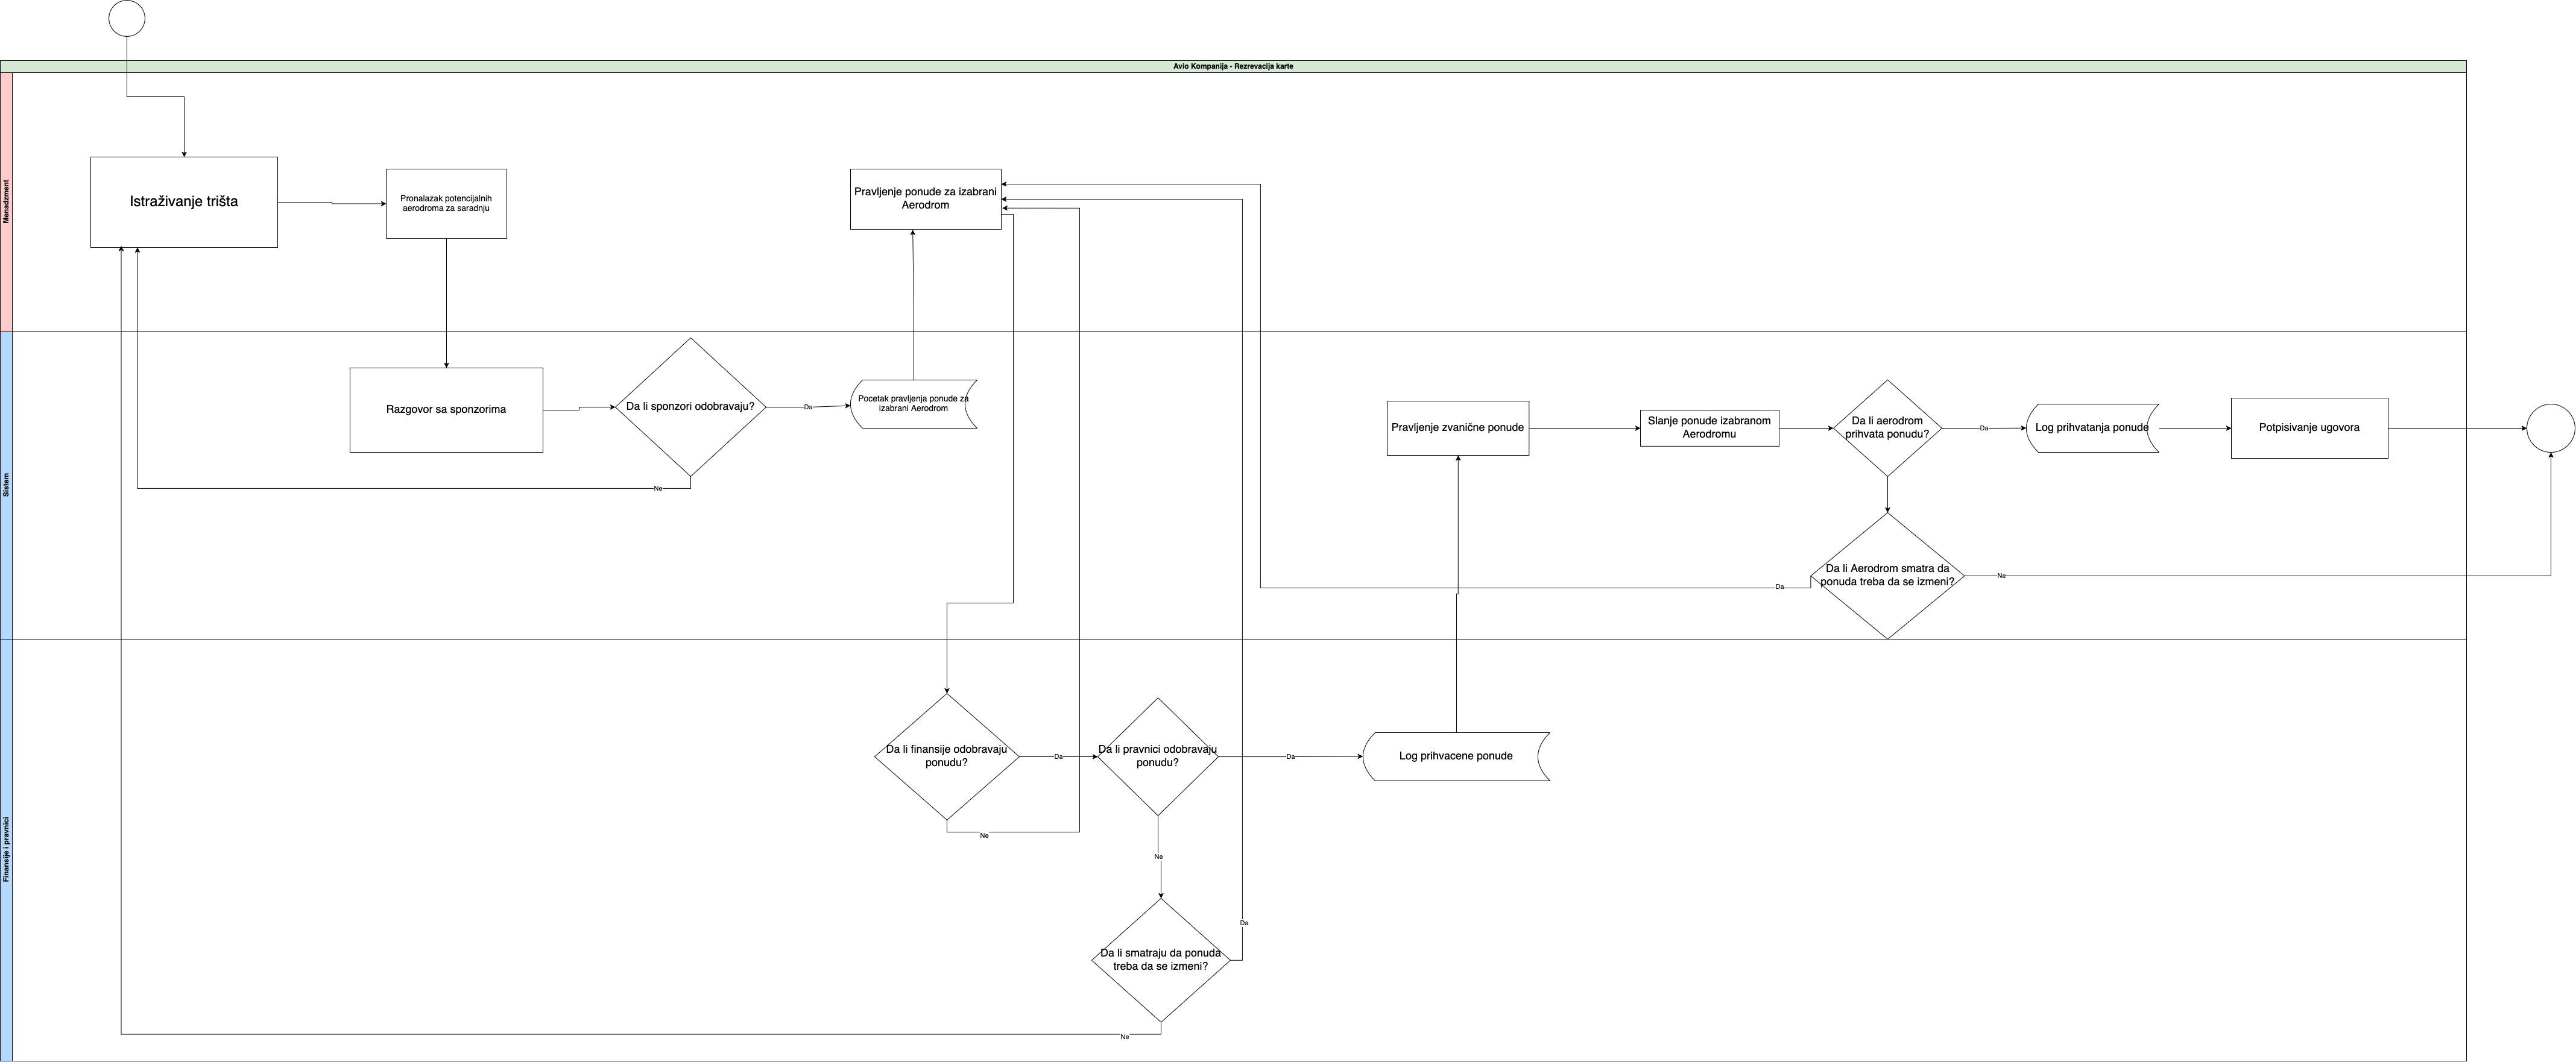 Avio Kompanija - Rezrevacija karte
Menadzment
Istraživanje trišta
Pronalazak potencijalnih
aerodroma za saradnju
Pravljenje ponude za izabrani
Aerodrom
Sistem
Razgovor sa sponzorima
Da li sponzori odobravaju?
Da
Pocetak pravljenja ponude za
izabrani Aerodrom
Ne
Pravljenje zvanične ponude
Slanje ponude izabranom
Aerodromu
Da li aerodrom
prihvata ponudu?
Da
Log prihvatanja ponude
Potpisivanje ugovora
Da li Aerodrom smatra da
ponuda treba da se izmeni?
Da
Ne
Finansije i pravnici
Da li finansije odobravaju
ponudu?
Da
Ne
Da li pravnici odobravaju
ponudu?
Da
Log prihvacene ponude
Ne
Da li smatraju da ponuda
treba da se izmeni?
Da
Ne